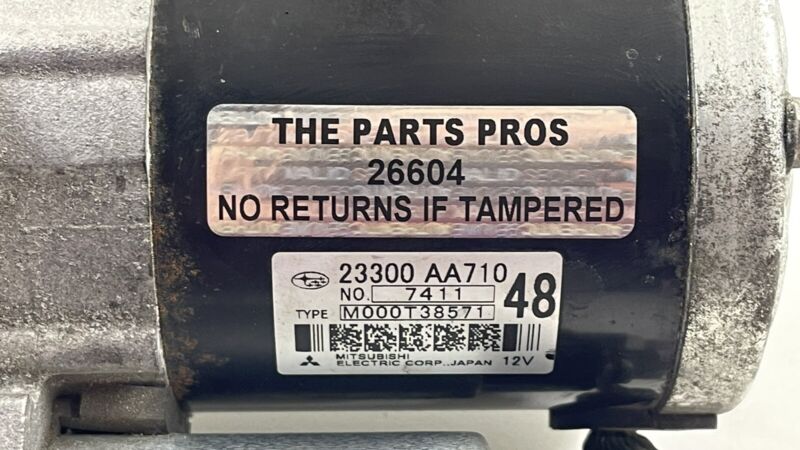 THE PARTS PROS
26604
NO RETURNS IF TAMPERED
23300 AA710
NO. 7411
48
TYPE M000T38571
MITSUBISHI
ELECTRIC CORP.,JAPAN 12V